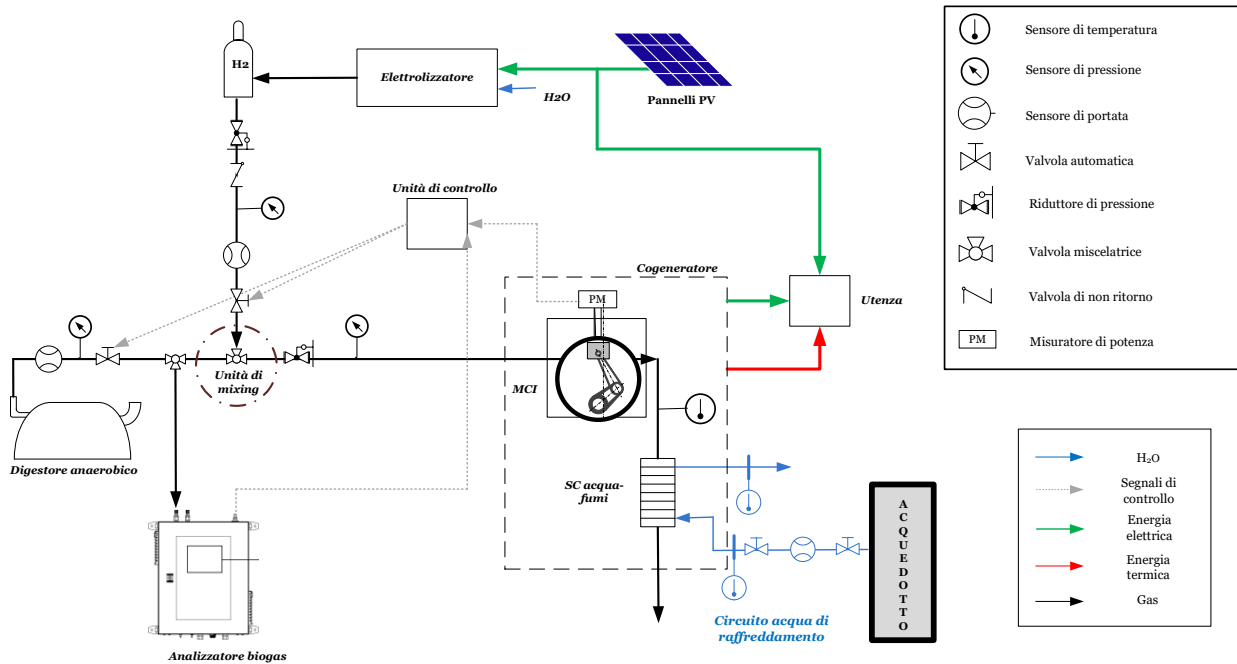 H2
Elettrolizzatore
H2O
Pannelli PV
Unità di controllo
Cogeneratore
PM
Utenza
Unità di
mixing
MCI
Digestore anaerobico
SC acqua-
fumi
ACQUEDOTTO
Circuito acqua di
raffreddamento
Analizzatore biogas
Sensore di temperatura
Sensore di pressione
Sensore di portata
Valvola automatica
Riduttore di pressione
Valvola miscelatrice
Valvola di non ritorno
PM
Misuratore di potenza
H₂O
Segnali di
controllo
Energia
elettrica
Energia
termica
Gas